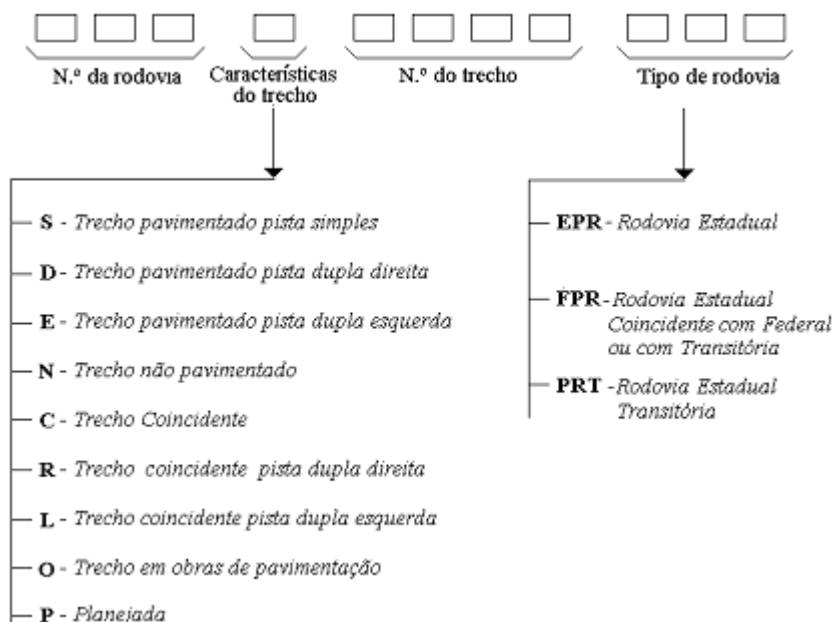 N.º da rodovia
Características
do trecho
N.º do trecho
Tipo de rodovia
S - Trecho pavimentado pista simples
D - Trecho pavimentado pista dupla direita
E - Trecho pavimentado pista dupla esquerda
N - Trecho não pavimentado
C - Trecho Coincidente
R - Trecho coincidente pista dupla direita
L - Trecho coincidente pista dupla esquerda
O - Trecho em obras de pavimentação
P - Planejada
EPR - Rodovia Estadual
FPR - Rodovia Estadual
Coincidente com Federal
ou com Transitória
PRT - Rodovia Estadual
Transitória